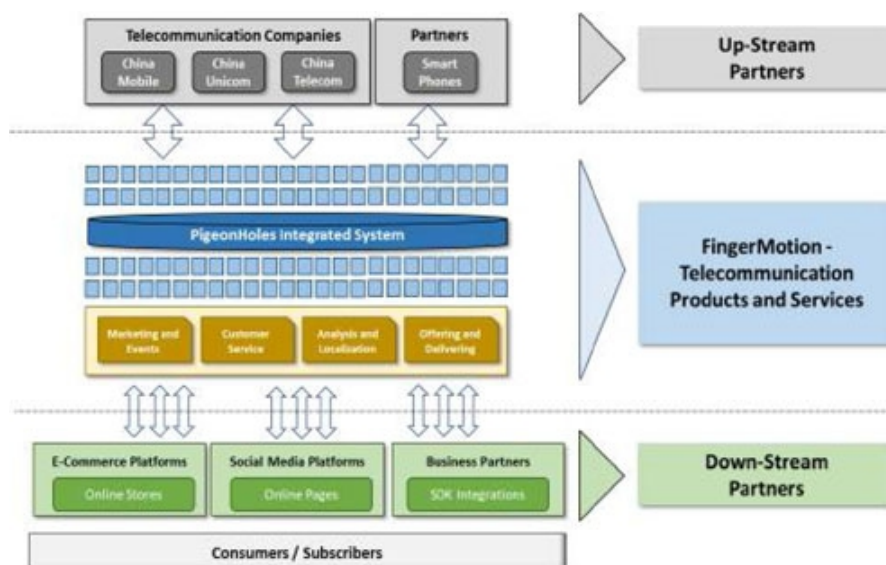 Telecommunication Companies
Partners
China
Mobile
China
Unicom
China
Telecom
Smart
Phones
Up-Stream
Partners
PigeonHoles Integrated System
FingerMotion -
Telecommunication
Products and Services
Marketing and
Events
Customer
Service
Analysis and
Localisation
Offering and
Delivering
E-Commerce Platforms
Social Media Platforms
Business Partners
Online Stores
Online Pages
SDK Integrations
Down-Stream
Partners
Consumers / Subscribers